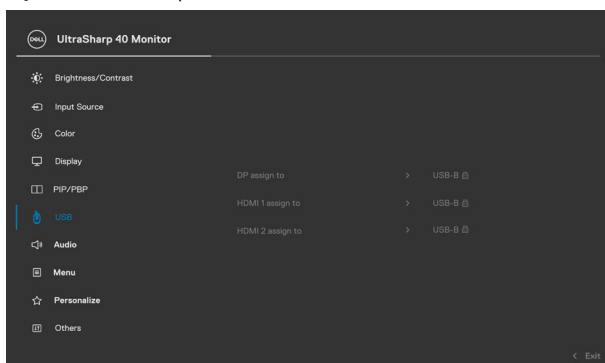 DELL
UltraSharp 40 Monitor
Brightness/Contrast
Input Source
Color
Display
DP assign to > USB-B
PIP/PBP
HDMI 1 assign to > USB-B
USB
HDMI 2 assign to > USB-B
Audio
Menu
Personalize
Others
< Exit